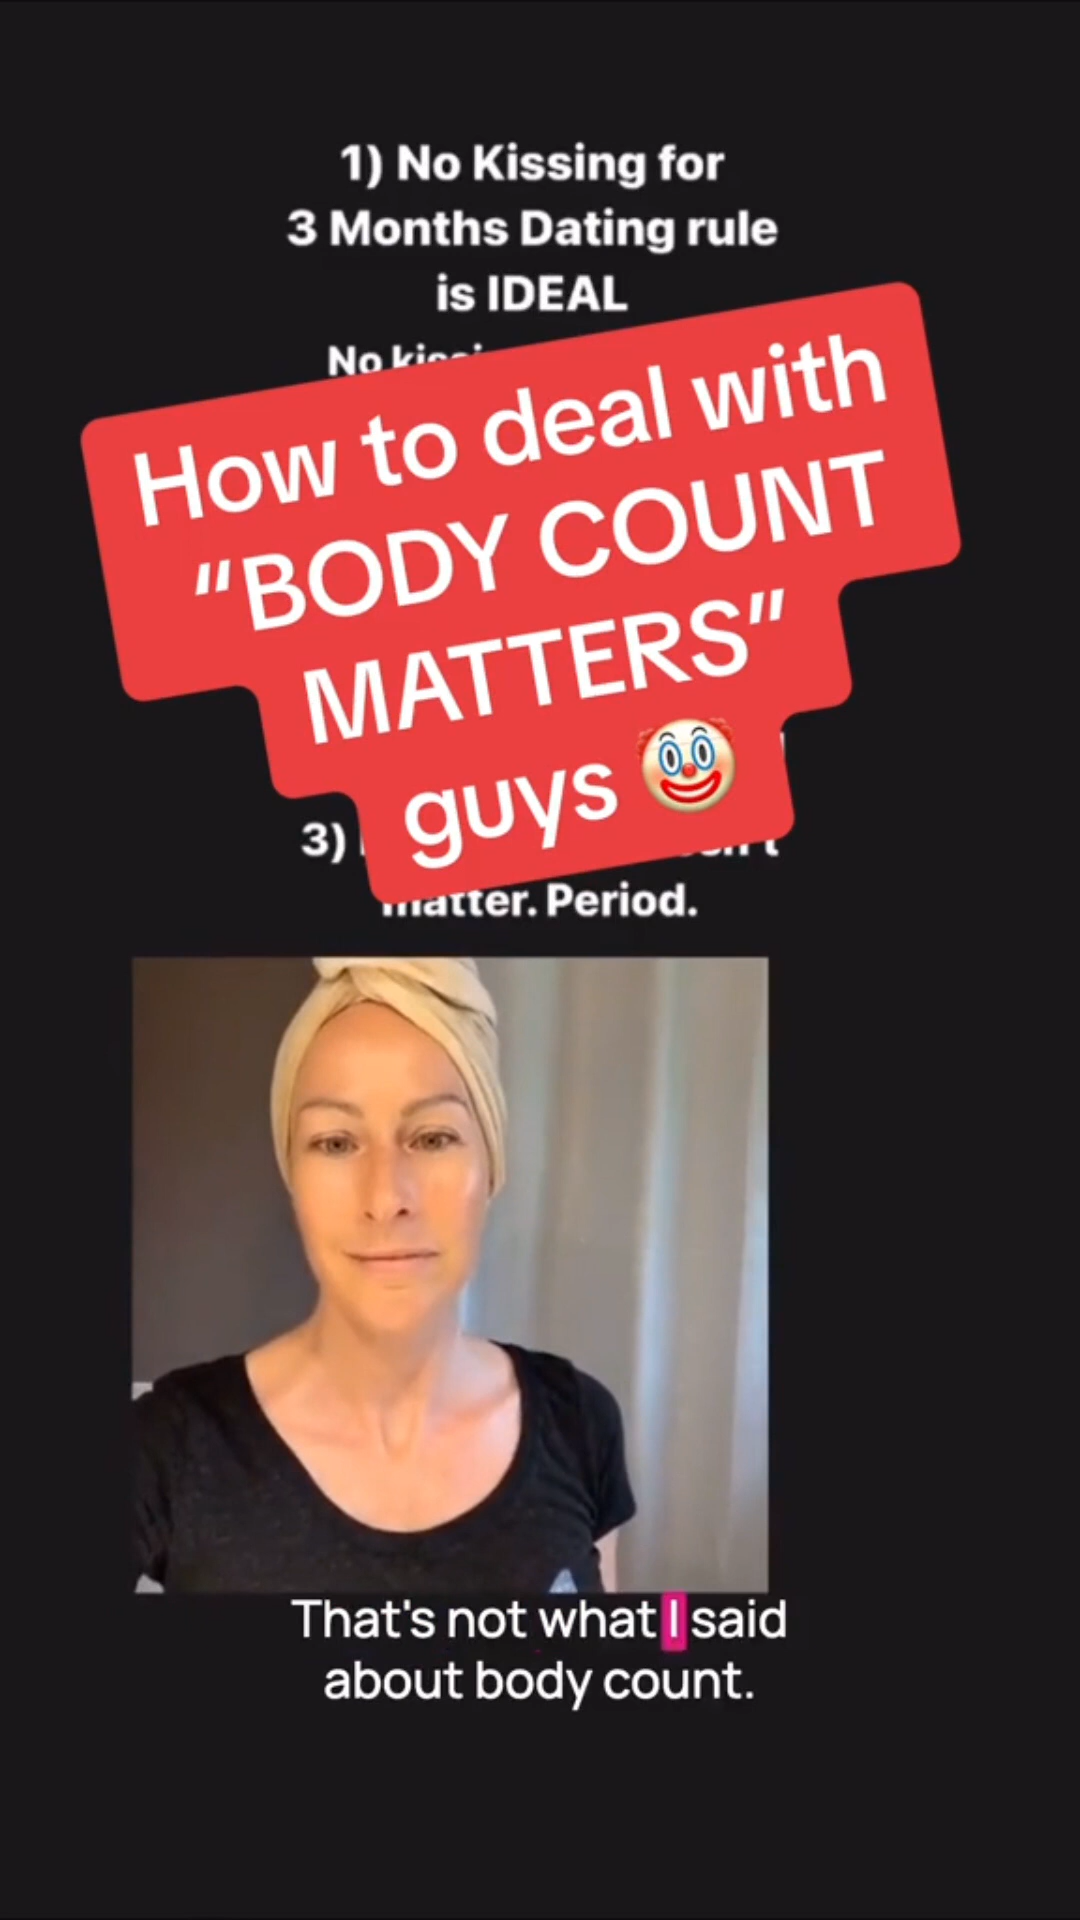 1) No Kissing for
3 Months Dating rule
is IDEAL
No
How to deal with
“BODY COUNT
MATTERS”
guys 🤡
3)
matter. Period.
That's not what I said
about body count.